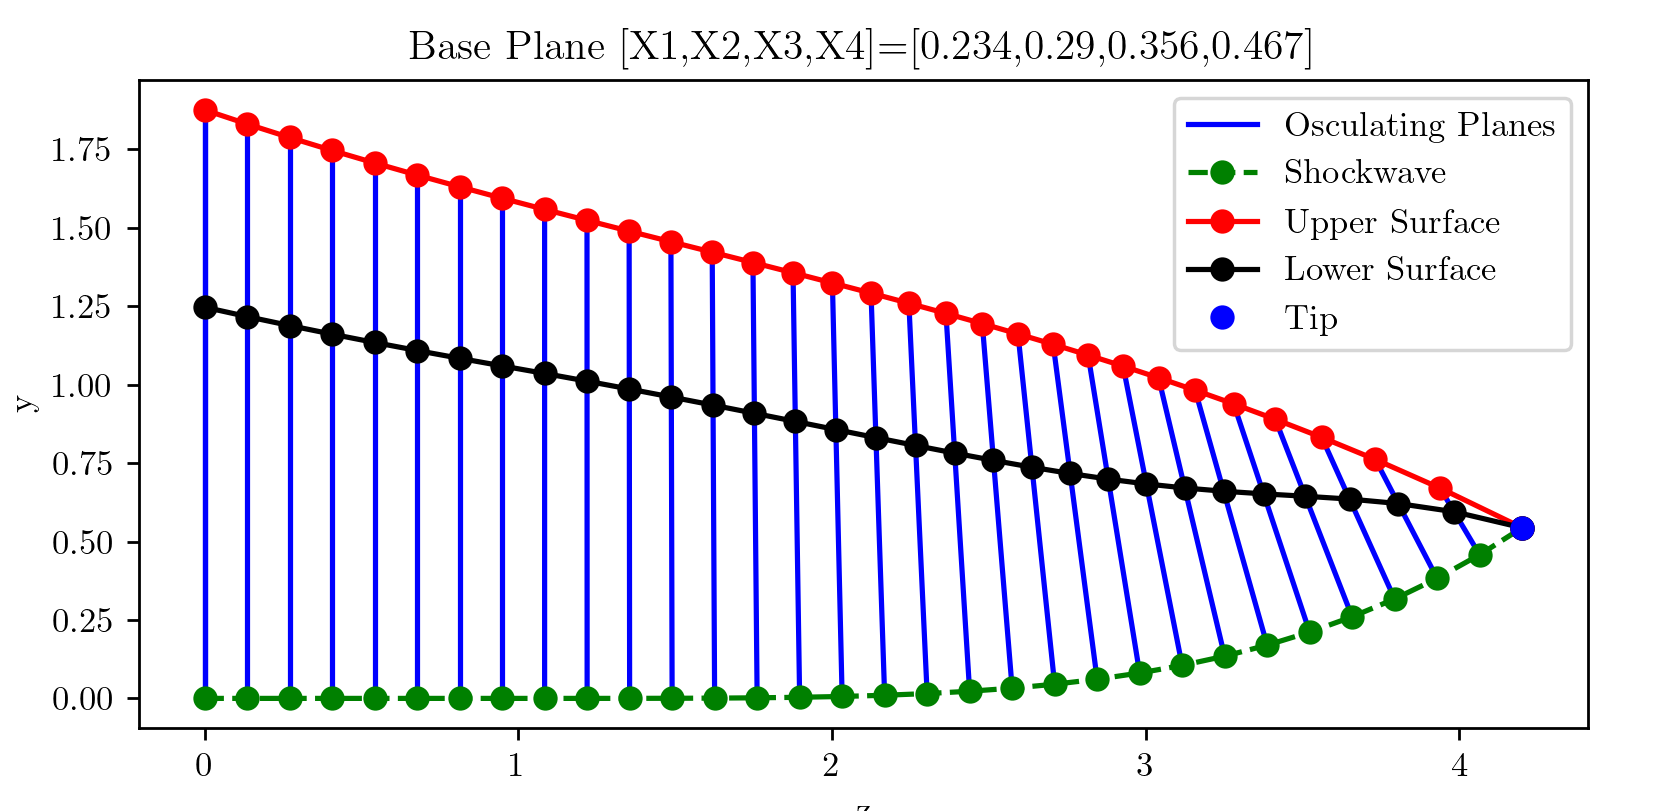 Base Plane [X1,X2,X3,X4]=[0.234,0.29,0.356,0.467]
Osculating Planes
Shockwave
Upper Surface
Lower Surface
Tip
y
1.75
1.50
1.25
1.00
0.75
0.50
0.25
0.00
0 1 2 3 4
z